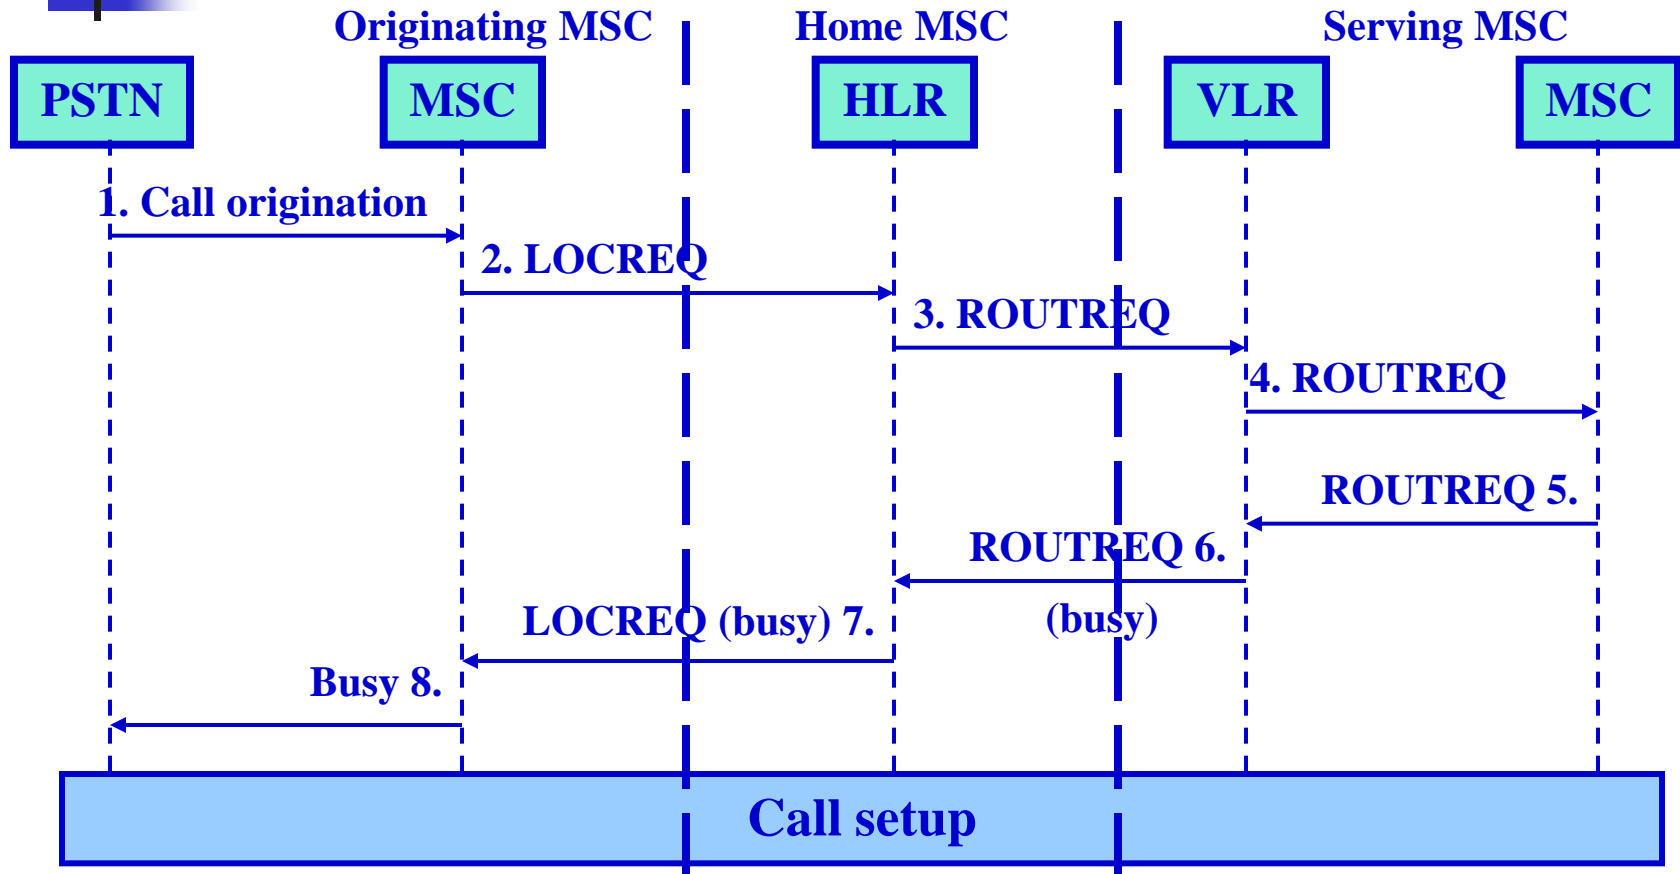 Originating MSC
Home MSC
Serving MSC
PSTN
MSC
HLR
VLR
MSC
1. Call origination
2. LOCREQ
3. ROUTREQ
4. ROUTREQ
ROUTREQ 5.
ROUTREQ 6.
(busy)
LOCREQ (busy) 7.
Busy 8.
Call setup